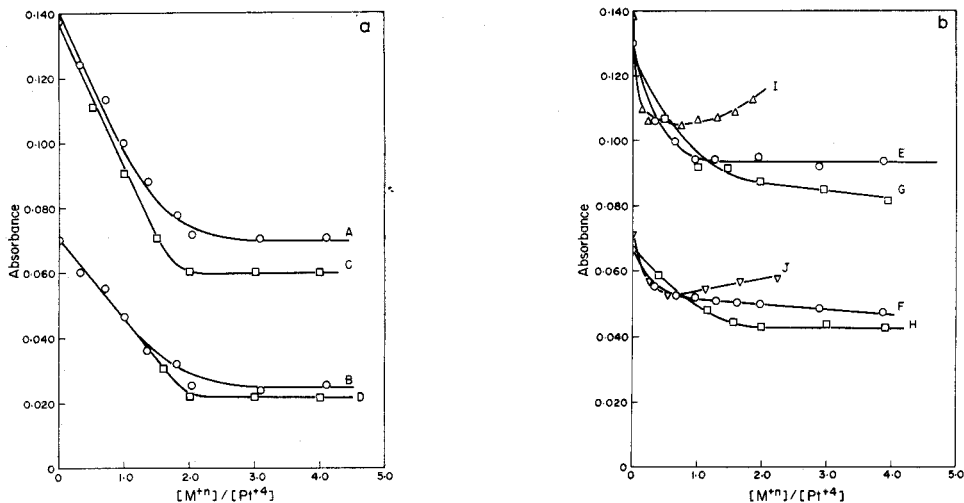 a
0·140
0·120
0·100
0·080
0·060
0·040
0·020
0
Absorbance
A
C
B
D
0 1.0 2.0 3.0 4.0 5.0
[M⁺ⁿ]/[Pt⁺⁴]
b
0·140
0·120
0·100
0·080
0·060
0·040
0·020
0
Absorbance
I
E
G
J
F
H
0 1·0 2·0 3·0 4·0 5·0
[M⁺ⁿ]/[Pt⁺⁴]